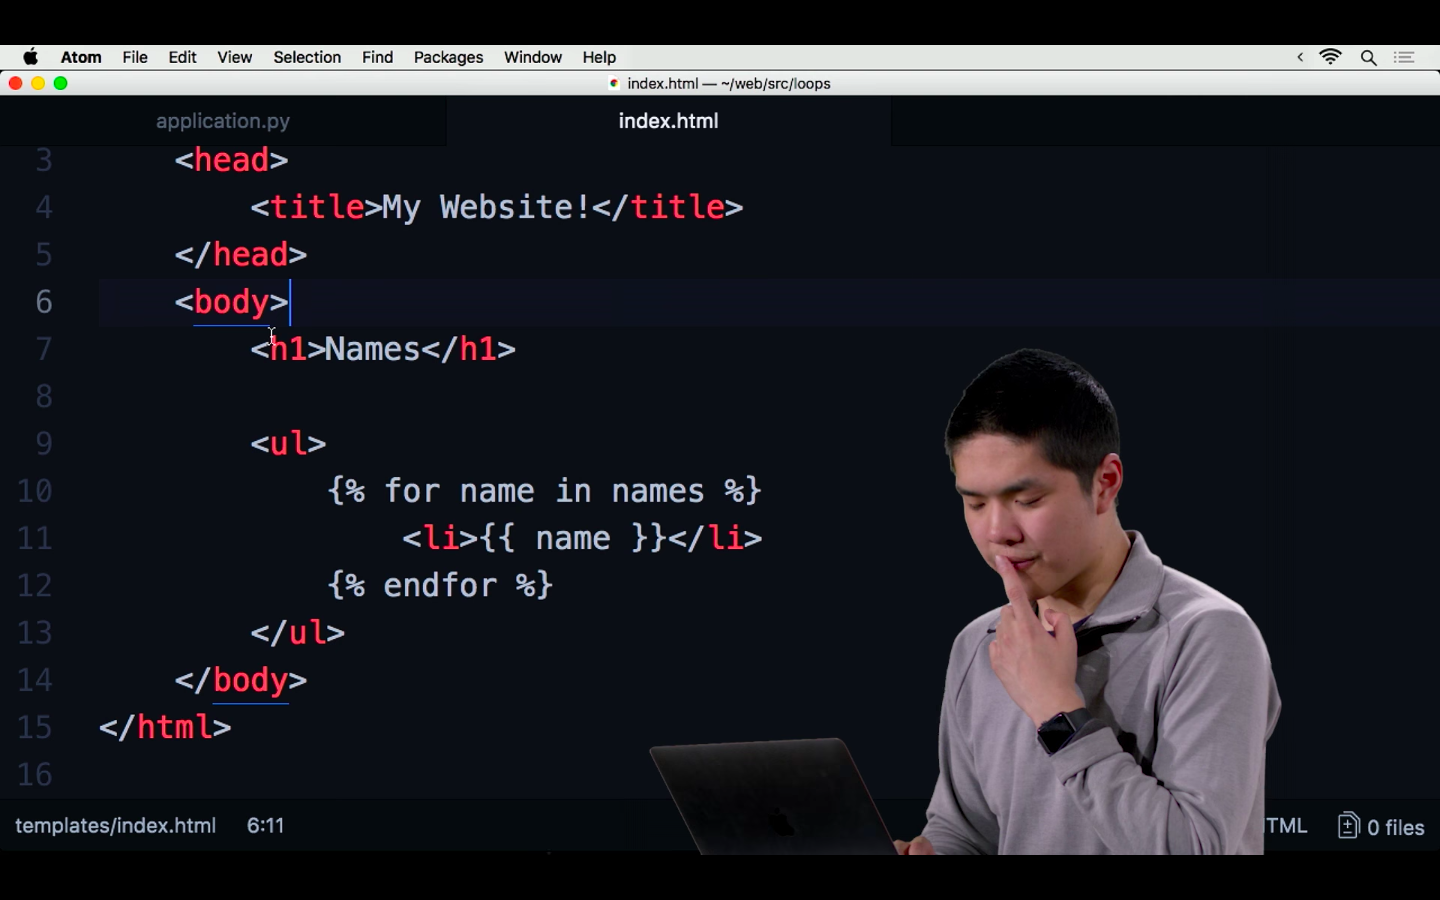 Atom File Edit View Selection Find Packages Window Help
index.html — ~/web/src/loops
application.py index.html
3 <head>
4 <title>My Website!</title>
5 </head>
6 <body>
7 <h1>Names</h1>
8
9 <ul>
10 {% for name in names %}
11 <li>{{ name }}</li>
12 {% endfor %}
13 </ul>
14 </body>
15 </html>
16
templates/index.html 6:11 TML 0 files